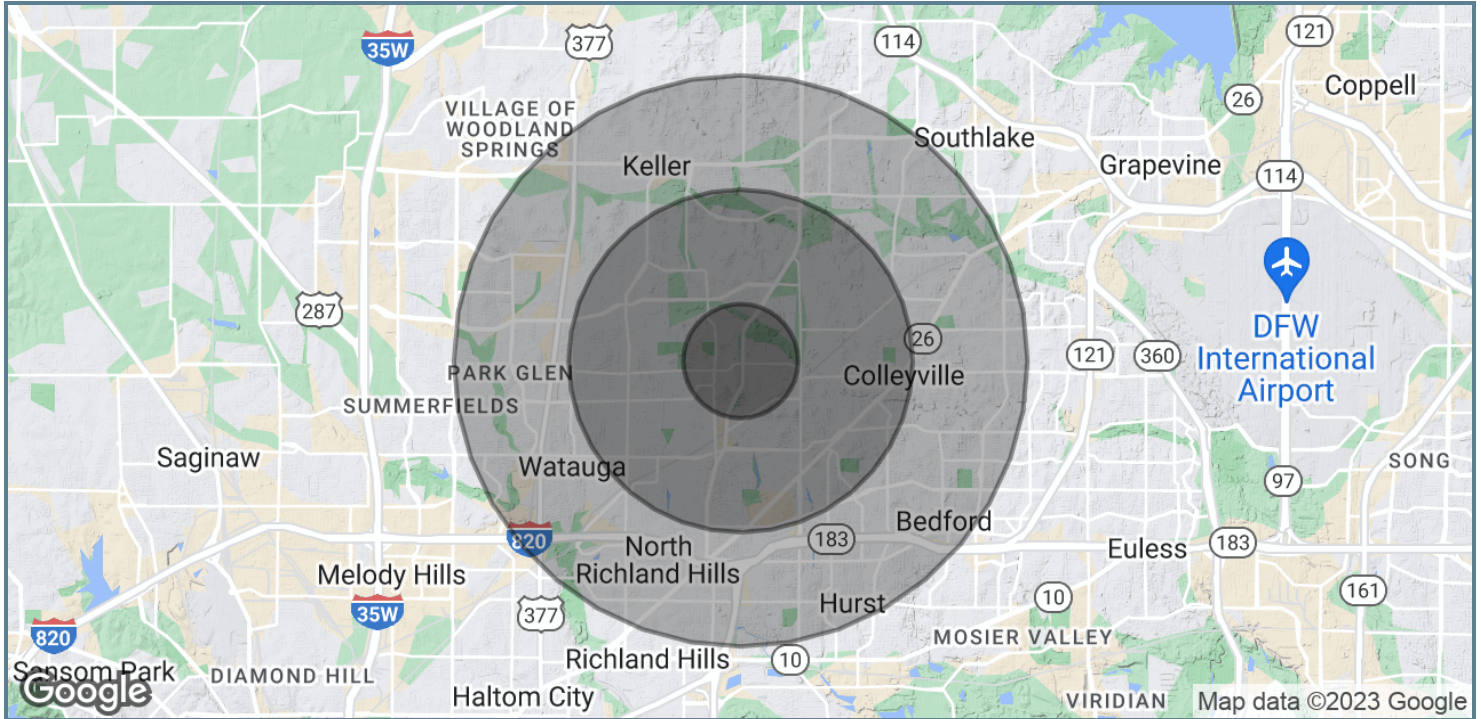 35W
377
114
121
Coppell
26
VILLAGE OF
WOODLAND
SPRINGS
Southlake
Keller
Grapevine
114
287
DFW
International
Airport
26
121
360
PARK GLEN
Colleyville
SUMMERFIELDS
Saginaw
Watauga
SONG
97
Bedford
820
183
North
Richland Hills
Euless
183
Melody Hills
161
10
Hurst
35W
377
820
MOSIER VALLEY
Richland Hills
10
Sansom Park
DIAMOND HILL
Google
Haltom City
VIRIDIAN
Map data ©2023 Google